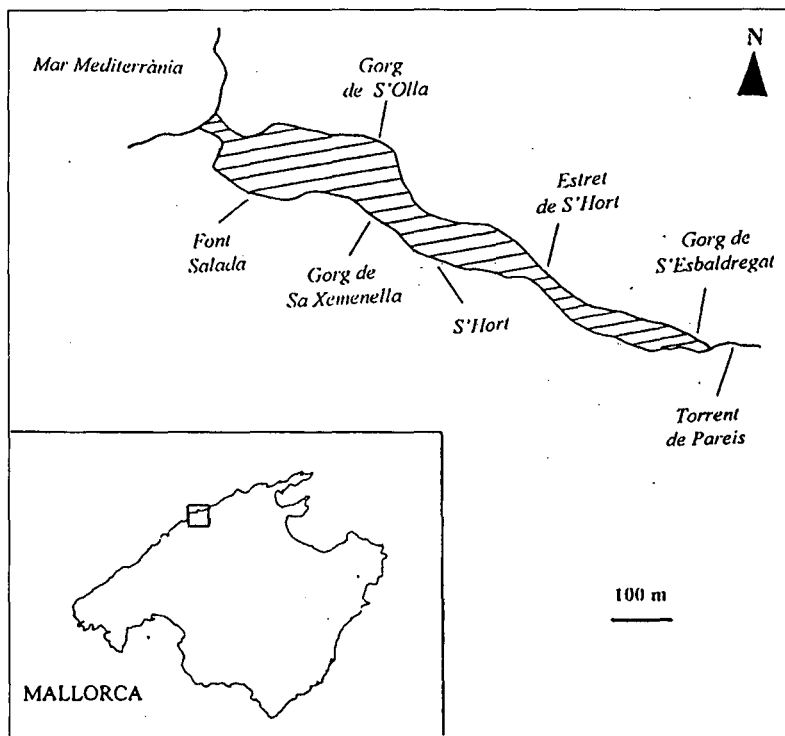 Mar Mediterrània
Gorg
de S'Olla
N
Estret
de S'Hort
Gorg de
S'Esbaldregat
Font
Salada
Gorg de
Sa Xemenella
S'Hort
Torrent
de Pareis
100 m
MALLORCA